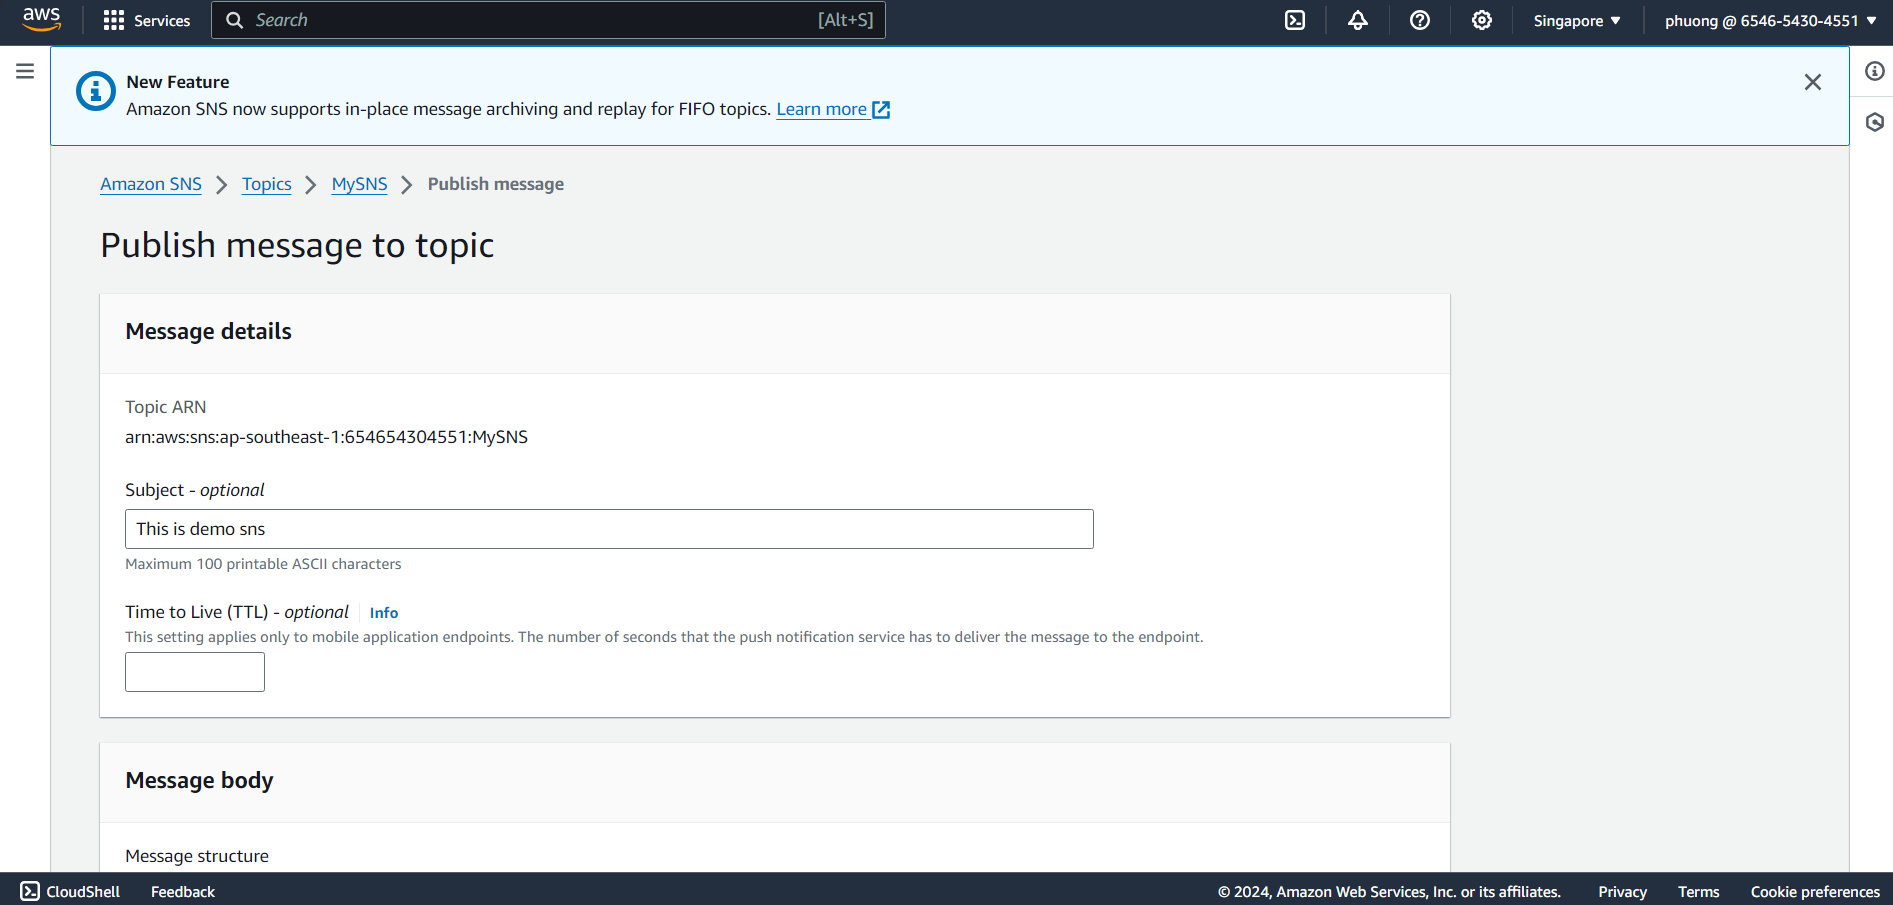 aws
Services
Search
[Alt+S]
Singapore
phuong @ 6546-5430-4551
New Feature
Amazon SNS now supports in-place message archiving and replay for FIFO topics. Learn more
Amazon SNS
Topics
MySNS
Publish message
Publish message to topic
Message details
Topic ARN
arn:aws:sns:ap-southeast-1:654654304551:MySNS
Subject - optional
This is demo sns
Maximum 100 printable ASCII characters
Time to Live (TTL) - optional
Info
This setting applies only to mobile application endpoints. The number of seconds that the push notification service has to deliver the message to the endpoint.
Message body
Message structure
CloudShell
Feedback
© 2024, Amazon Web Services, Inc. or its affiliates.
Privacy
Terms
Cookie preferences